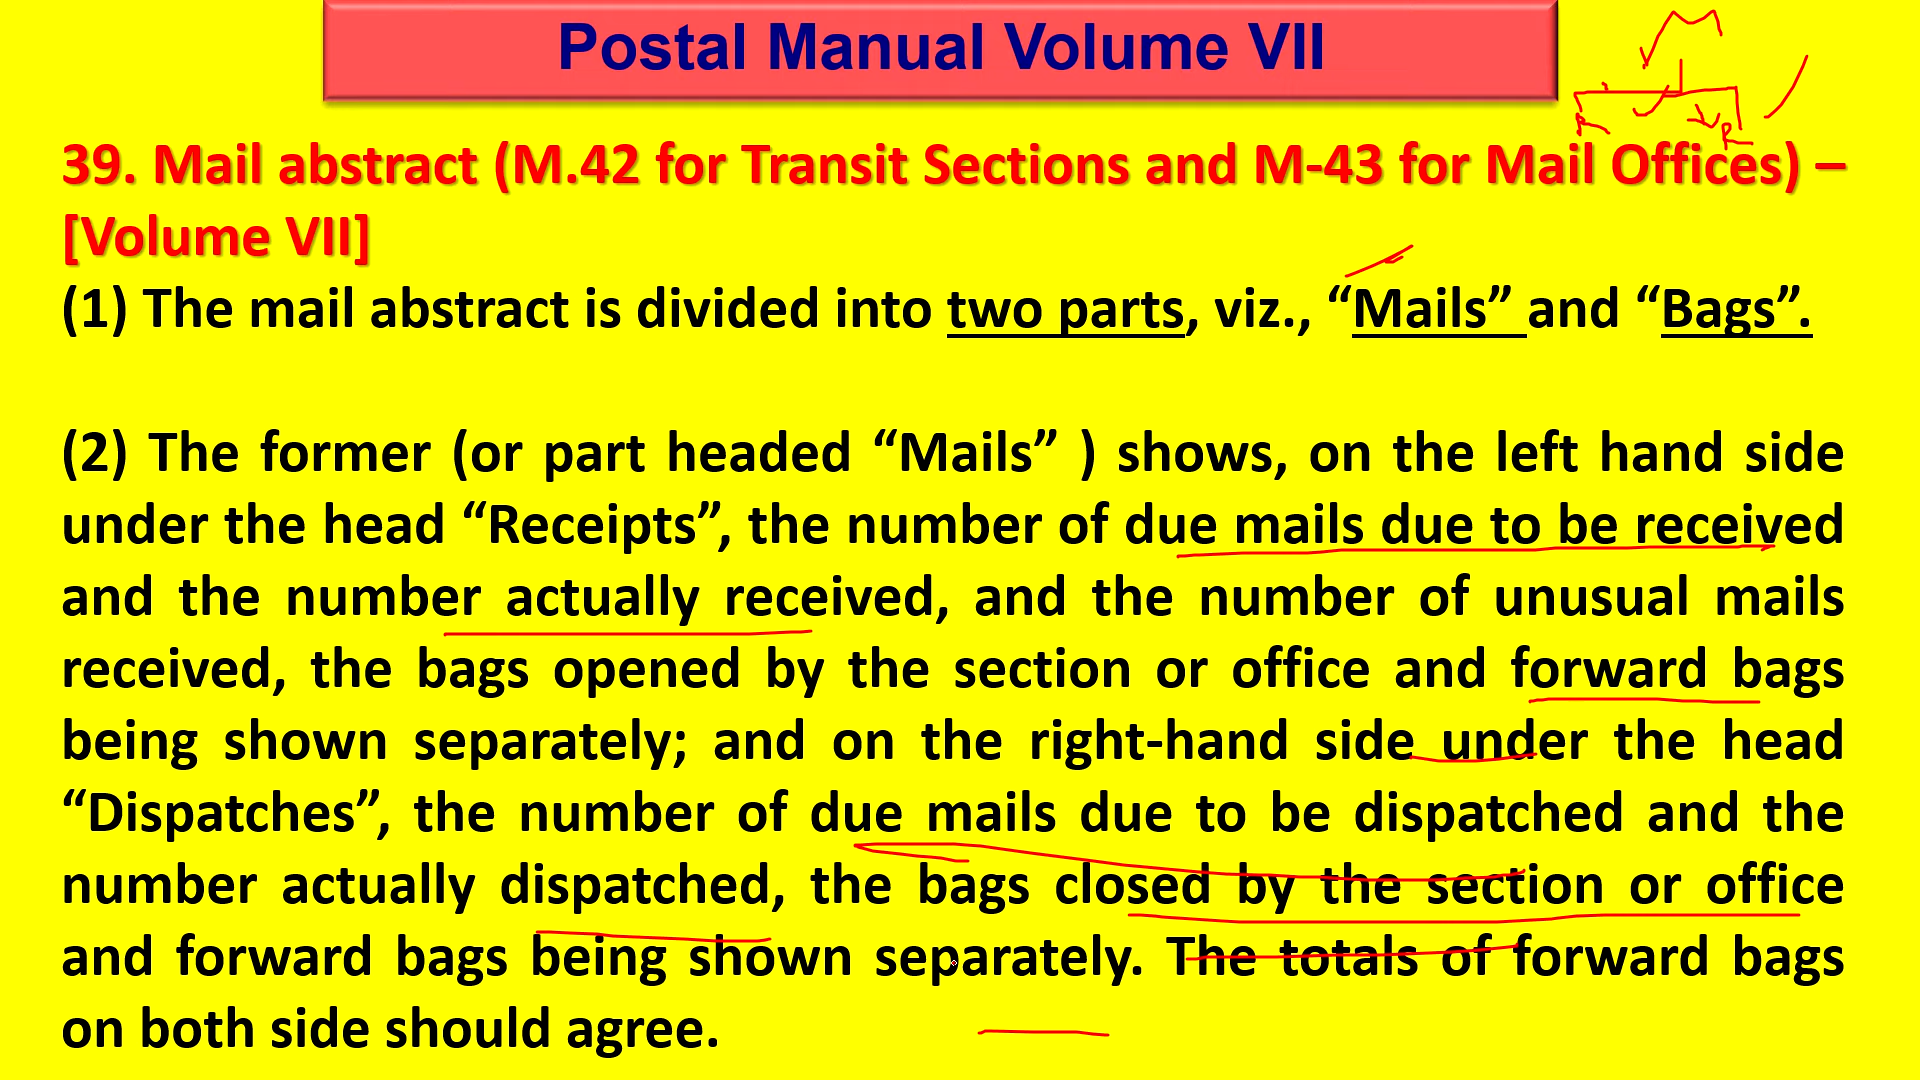 Postal Manual Volume VII
39. Mail abstract (M.42 for Transit Sections and M-43 for Mail Offices) –
[Volume VII]
(1) The mail abstract is divided into two parts, viz., “Mails” and “Bags”.
(2) The former (or part headed “Mails” ) shows, on the left hand side
under the head “Receipts”, the number of due mails due to be received
and the number actually received, and the number of unusual mails
received, the bags opened by the section or office and forward bags
being shown separately; and on the right-hand side under the head
“Dispatches”, the number of due mails due to be dispatched and the
number actually dispatched, the bags closed by the section or office
and forward bags being shown separately. The totals of forward bags
on both side should agree.